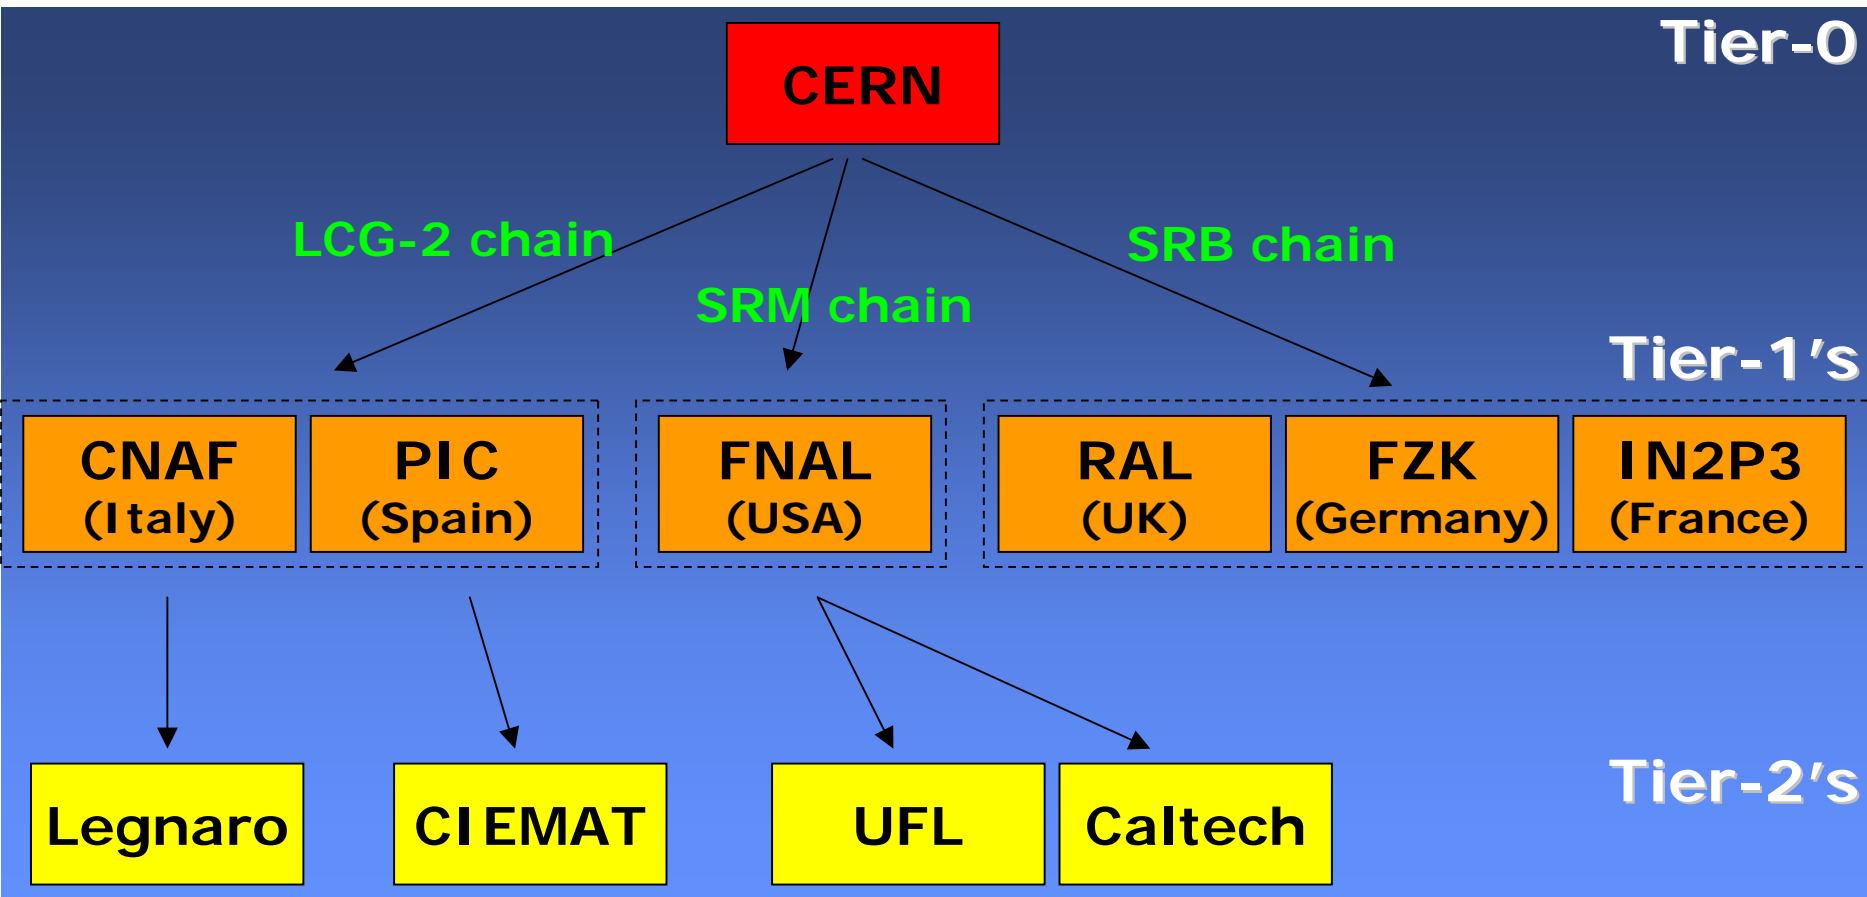 Tier-0
CERN
LCG-2 chain
SRB chain
SRM chain
Tier-1's
CNAF
(Italy)
PIC
(Spain)
FNAL
(USA)
RAL
(UK)
FZK
(Germany)
IN2P3
(France)
Tier-2's
Legnaro
CIEMAT
UFL
Caltech